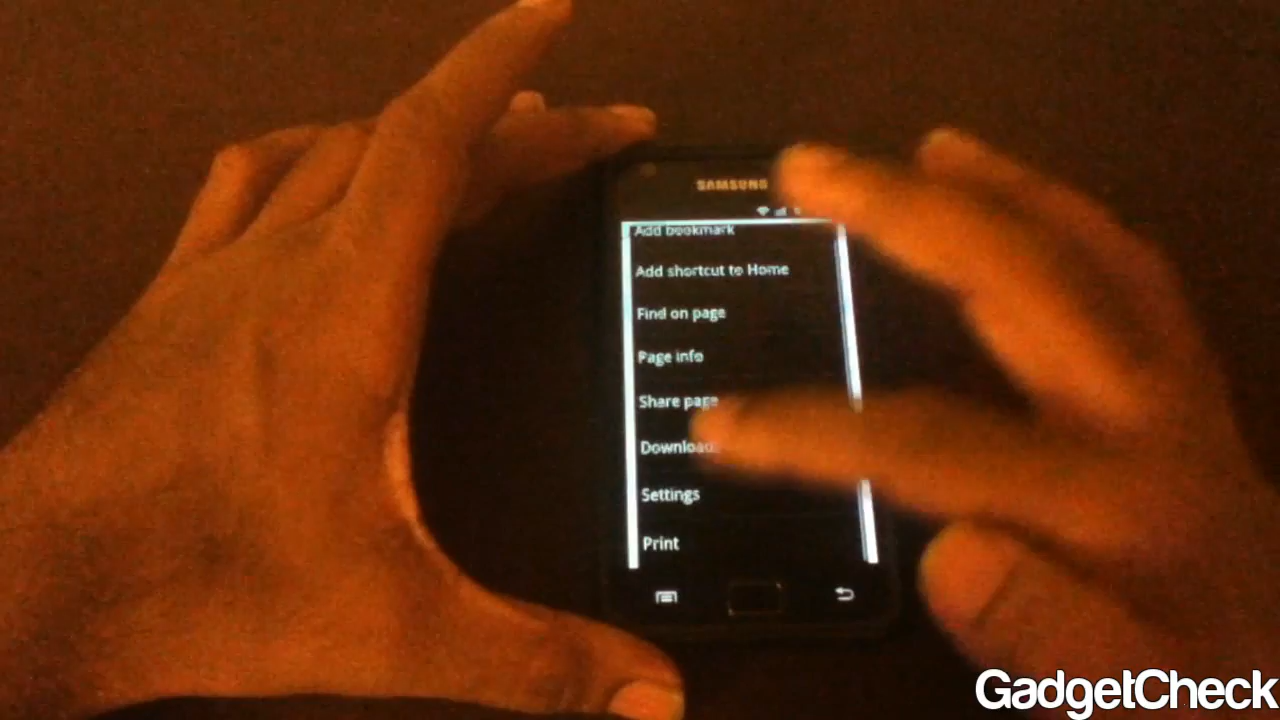 SAMSUNG
Add bookmark
Add shortcut to Home
Find on page
Page info
Share page
Settings
Print
GadgetCheck